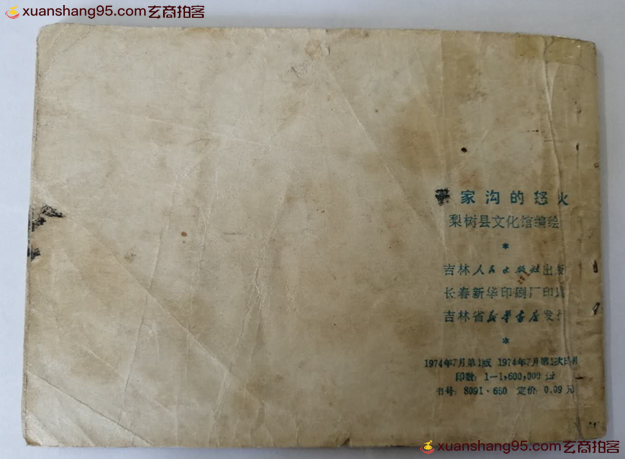 xuanshang95.com玄商拍客
家沟的怒火
梨树县文化馆编绘
*
吉林人民出版社出版
长春新华印刷厂印
吉林省新华书店发
*
1974年7月第1版 1974年7月第1次印刷
印数:1—1,600,000
书号:8091·680 定价:0.09元
xuanshang95.com玄商拍客